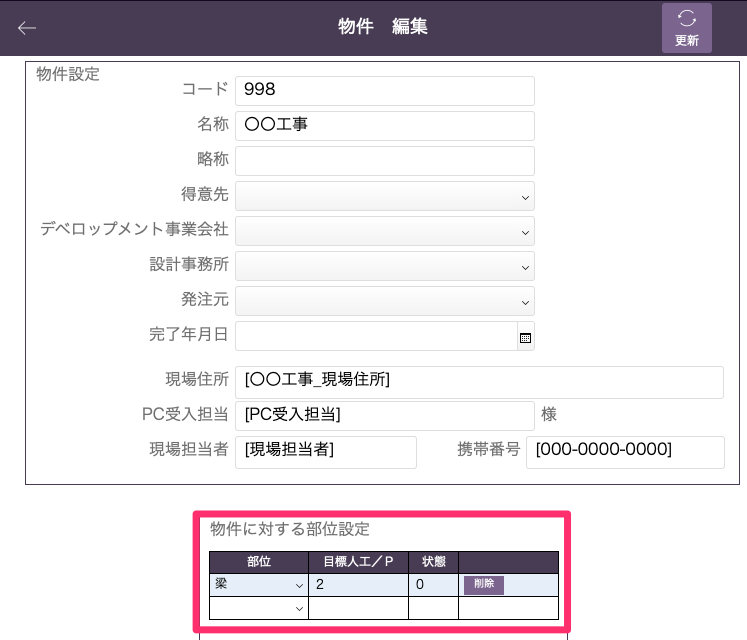 物件　編集
更新
物件設定
コード 998
名称 〇〇工事
略称
得意先
デベロップメント事業会社
設計事務所
発注元
完了年月日
現場住所 [〇〇工事_現場住所]
PC受入担当 [PC受入担当] 様
現場担当者 [現場担当者] 携帯番号 [000-0000-0000]
物件に対する部位設定
部位 目標人工／P 状態
梁 2 0 削除